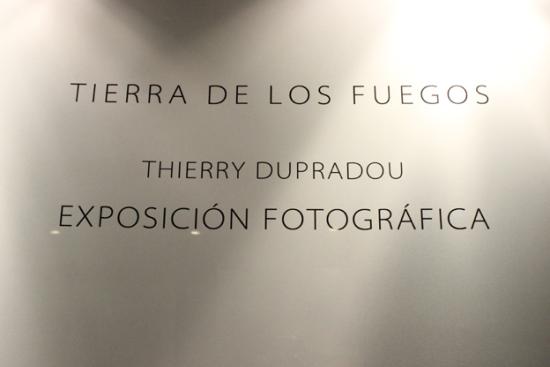 TIERRA DE LOS FUEGOS
THIERRY DUPRADOU
EXPOSICIÓN FOTOGRÁFICA